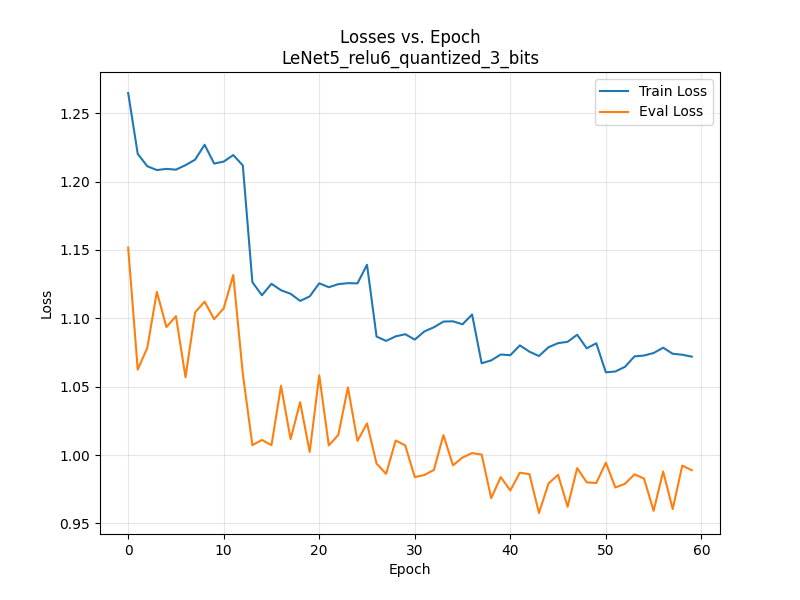 Losses vs. Epoch
LeNet5_relu6_quantized_3_bits
Train Loss
Eval Loss
1.25
1.20
1.15
1.10
1.05
1.00
0.95
Loss
0
10
20
30
40
50
60
Epoch